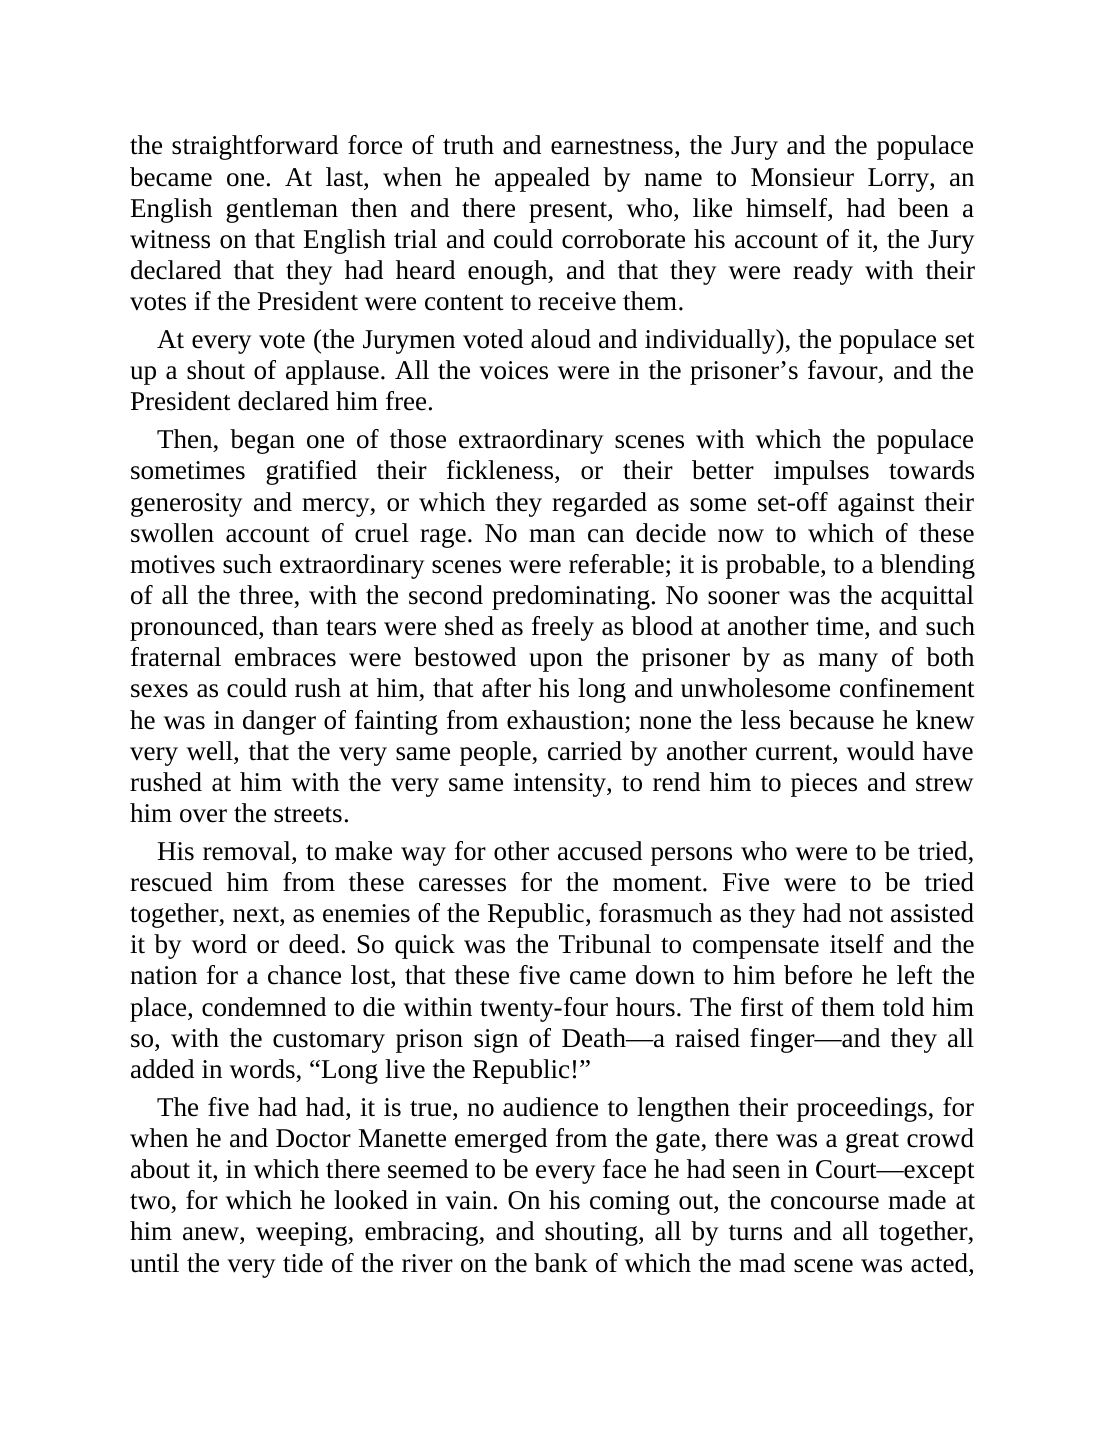 the straightforward force of truth and earnestness, the Jury and the populace
became one. At last, when he appealed by name to Monsieur Lorry, an
English gentleman then and there present, who, like himself, had been a
witness on that English trial and could corroborate his account of it, the Jury
declared that they had heard enough, and that they were ready with their
votes if the President were content to receive them.
At every vote (the Jurymen voted aloud and individually), the populace set
up a shout of applause. All the voices were in the prisoner’s favour, and the
President declared him free.
Then, began one of those extraordinary scenes with which the populace
sometimes gratified their fickleness, or their better impulses towards
generosity and mercy, or which they regarded as some set-off against their
swollen account of cruel rage. No man can decide now to which of these
motives such extraordinary scenes were referable; it is probable, to a blending
of all the three, with the second predominating. No sooner was the acquittal
pronounced, than tears were shed as freely as blood at another time, and such
fraternal embraces were bestowed upon the prisoner by as many of both
sexes as could rush at him, that after his long and unwholesome confinement
he was in danger of fainting from exhaustion; none the less because he knew
very well, that the very same people, carried by another current, would have
rushed at him with the very same intensity, to rend him to pieces and strew
him over the streets.
His removal, to make way for other accused persons who were to be tried,
rescued him from these caresses for the moment. Five were to be tried
together, next, as enemies of the Republic, forasmuch as they had not assisted
it by word or deed. So quick was the Tribunal to compensate itself and the
nation for a chance lost, that these five came down to him before he left the
place, condemned to die within twenty-four hours. The first of them told him
so, with the customary prison sign of Death—a raised finger—and they all
added in words, “Long live the Republic!”
The five had had, it is true, no audience to lengthen their proceedings, for
when he and Doctor Manette emerged from the gate, there was a great crowd
about it, in which there seemed to be every face he had seen in Court—except
two, for which he looked in vain. On his coming out, the concourse made at
him anew, weeping, embracing, and shouting, all by turns and all together,
until the very tide of the river on the bank of which the mad scene was acted,